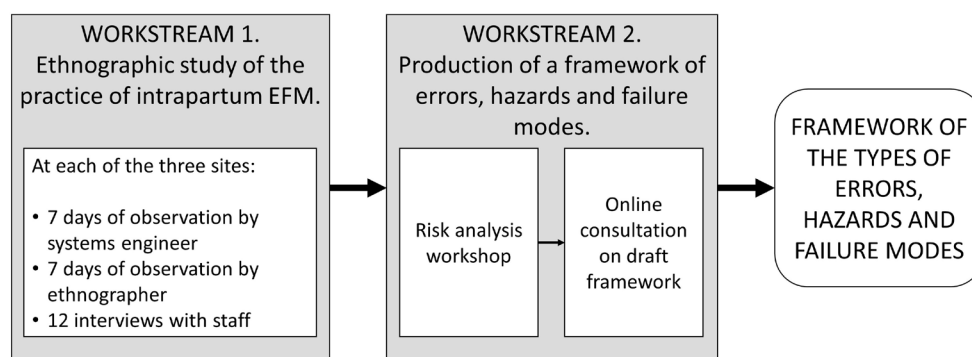 WORKSTREAM 1.
Ethnographic study of the
practice of intrapartum EFM.
At each of the three sites:
• 7 days of observation by
systems engineer
• 7 days of observation by
ethnographer
• 12 interviews with staff
WORKSTREAM 2.
Production of a framework of
errors, hazards and failure
modes.
Risk analysis
workshop
Online
consultation
on draft
framework
FRAMEWORK OF
THE TYPES OF
ERRORS,
HAZARDS AND
FAILURE MODES